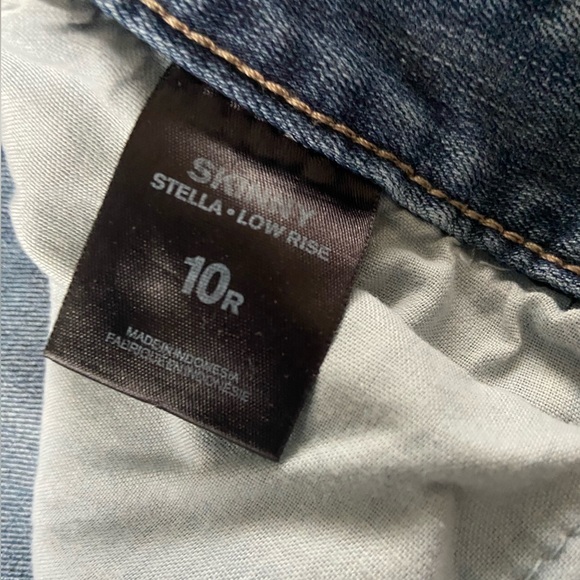 SKINNY
STELLA • LOW RISE
10R
MADE IN INDONESIA
FABRIQUÉ EN INDONÉSIE